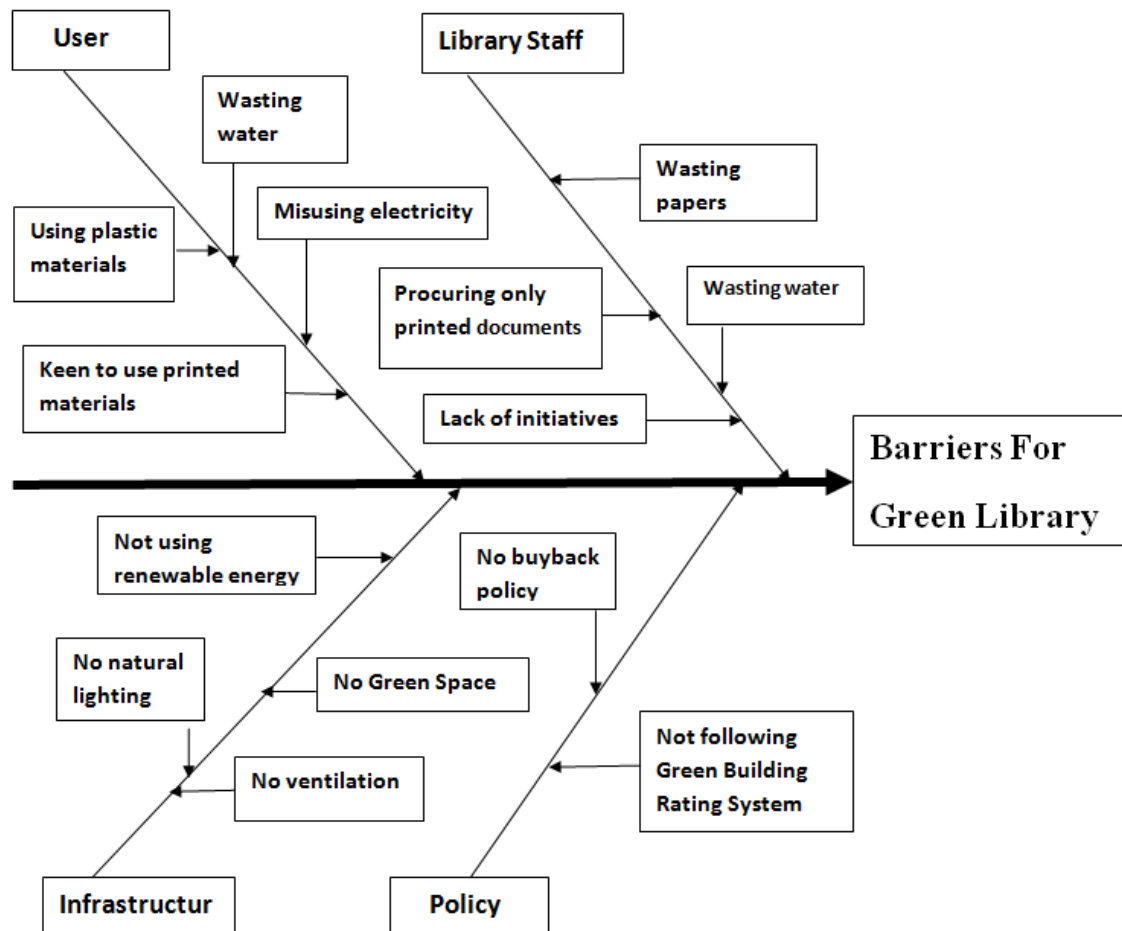 User
Library Staff
Wasting
water
Wasting
papers
Misusing electricity
Using plastic
materials
Procuring only
printed documents
Wasting water
Keen to use printed
materials
Lack of initiatives
Barriers For
Green Library
Not using
renewable energy
No buyback
policy
No natural
lighting
No Green Space
Not following
Green Building
Rating System
No ventilation
Infrastructur
Policy